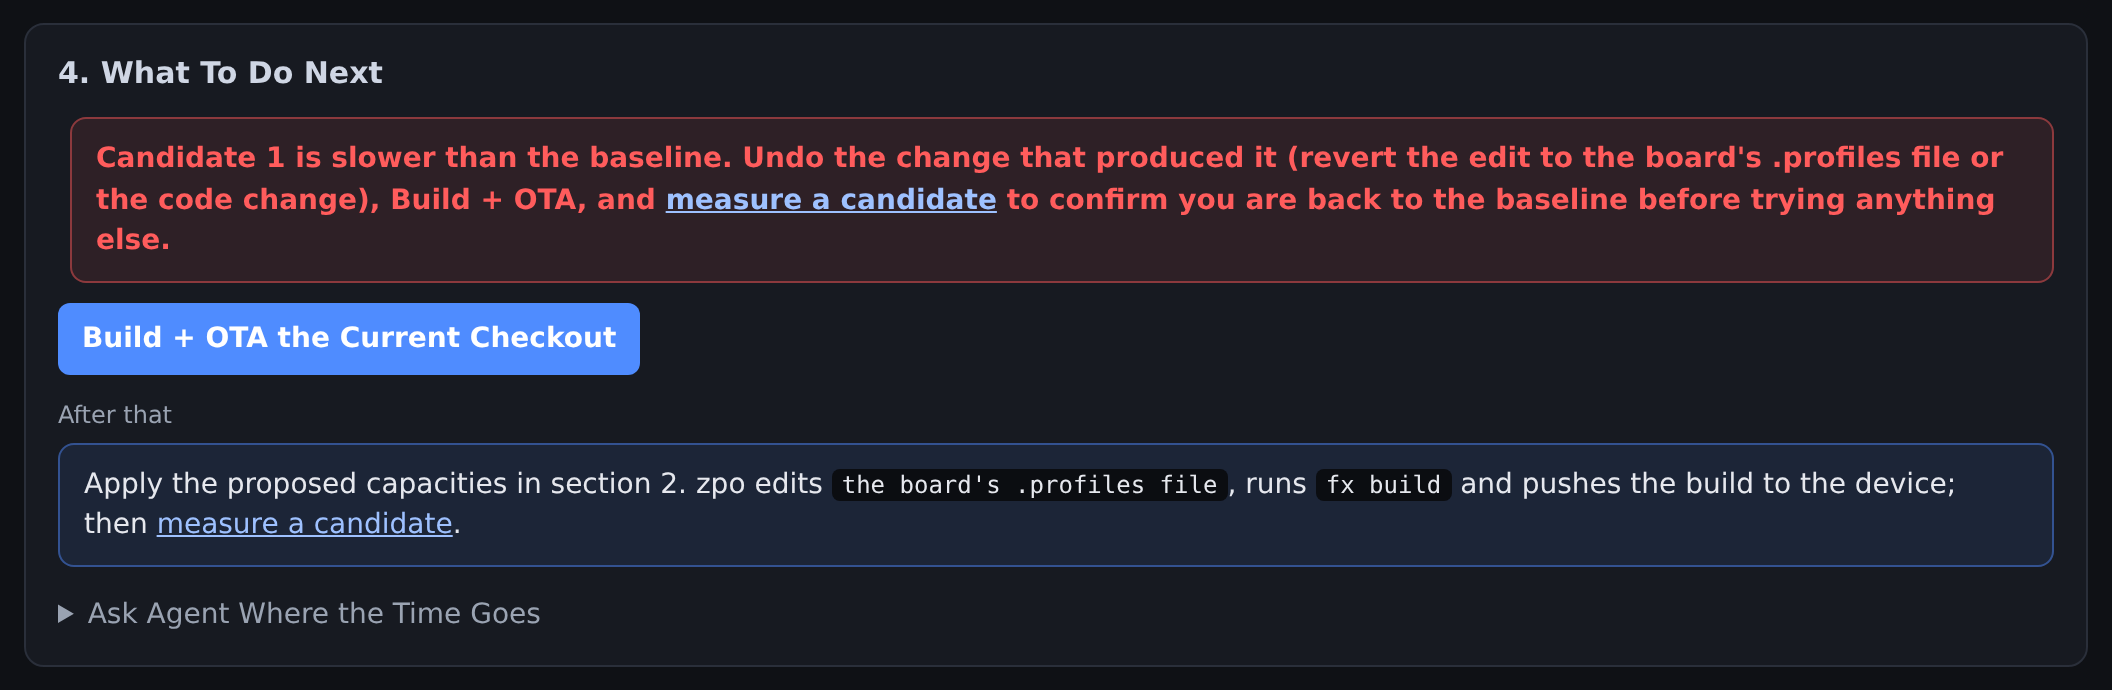 4. What To Do Next
Candidate 1 is slower than the baseline. Undo the change that produced it (revert the edit to the board's .profiles file or
the code change), Build + OTA, and measure a candidate to confirm you are back to the baseline before trying anything
else.
Build + OTA the Current Checkout
After that
Apply the proposed capacities in section 2. zpo edits the board's .profiles file, runs fx build and pushes the build to the device;
then measure a candidate.
Ask Agent Where the Time Goes